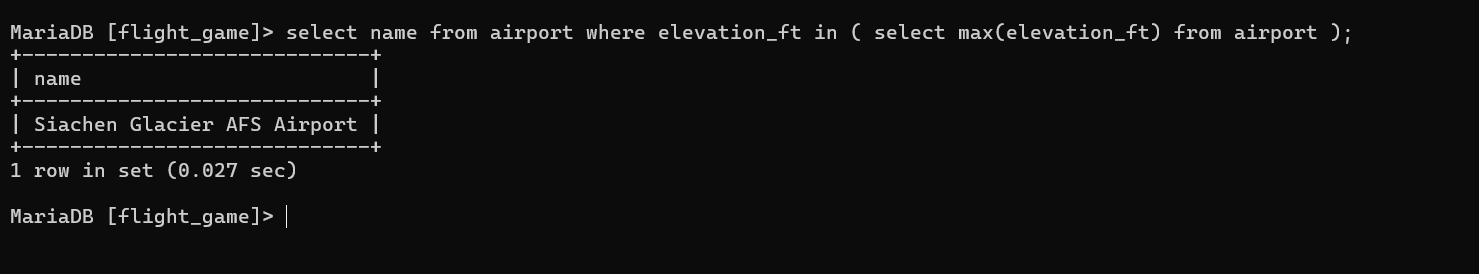 MariaDB [flight_game]> select name from airport where elevation_ft in ( select max(elevation_ft) from airport );
+-----------------------------+
| name                        |
+-----------------------------+
| Siachen Glacier AFS Airport |
+-----------------------------+
1 row in set (0.027 sec)
MariaDB [flight_game]>